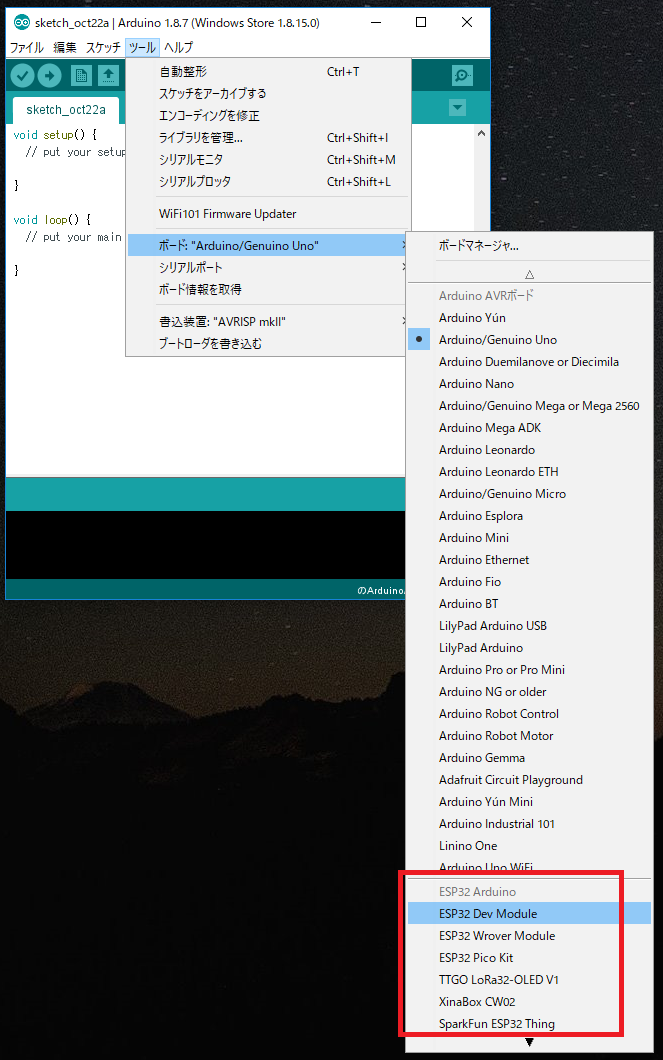 sketch_oct22a | Arduino 1.8.7 (Windows Store 1.8.15.0)
ファイル 編集 スケッチ ツール ヘルプ
sketch_oct22a
void setup() {
// put your setup
}
void loop() {
// put your main
}
自動整形 Ctrl+T
スケッチをアーカイブする
エンコーディングを修正
ライブラリを管理... Ctrl+Shift+I
シリアルモニタ Ctrl+Shift+M
シリアルプロッタ Ctrl+Shift+L
WiFi101 Firmware Updater
ボード: "Arduino/Genuino Uno"
シリアルポート
ボード情報を取得
書込装置: "AVRISP mkII"
ブートローダを書き込む
のArduino/
ボードマネージャ...
Arduino AVRボード
Arduino Yún
Arduino/Genuino Uno
Arduino Duemilanove or Diecimila
Arduino Nano
Arduino/Genuino Mega or Mega 2560
Arduino Mega ADK
Arduino Leonardo
Arduino Leonardo ETH
Arduino/Genuino Micro
Arduino Esplora
Arduino Mini
Arduino Ethernet
Arduino Fio
Arduino BT
LilyPad Arduino USB
LilyPad Arduino
Arduino Pro or Pro Mini
Arduino NG or older
Arduino Robot Control
Arduino Robot Motor
Arduino Gemma
Adafruit Circuit Playground
Arduino Yún Mini
Arduino Industrial 101
Linino One
Arduino Uno WiFi
ESP32 Arduino
ESP32 Dev Module
ESP32 Wrover Module
ESP32 Pico Kit
TTGO LoRa32-OLED V1
XinaBox CW02
SparkFun ESP32 Thing